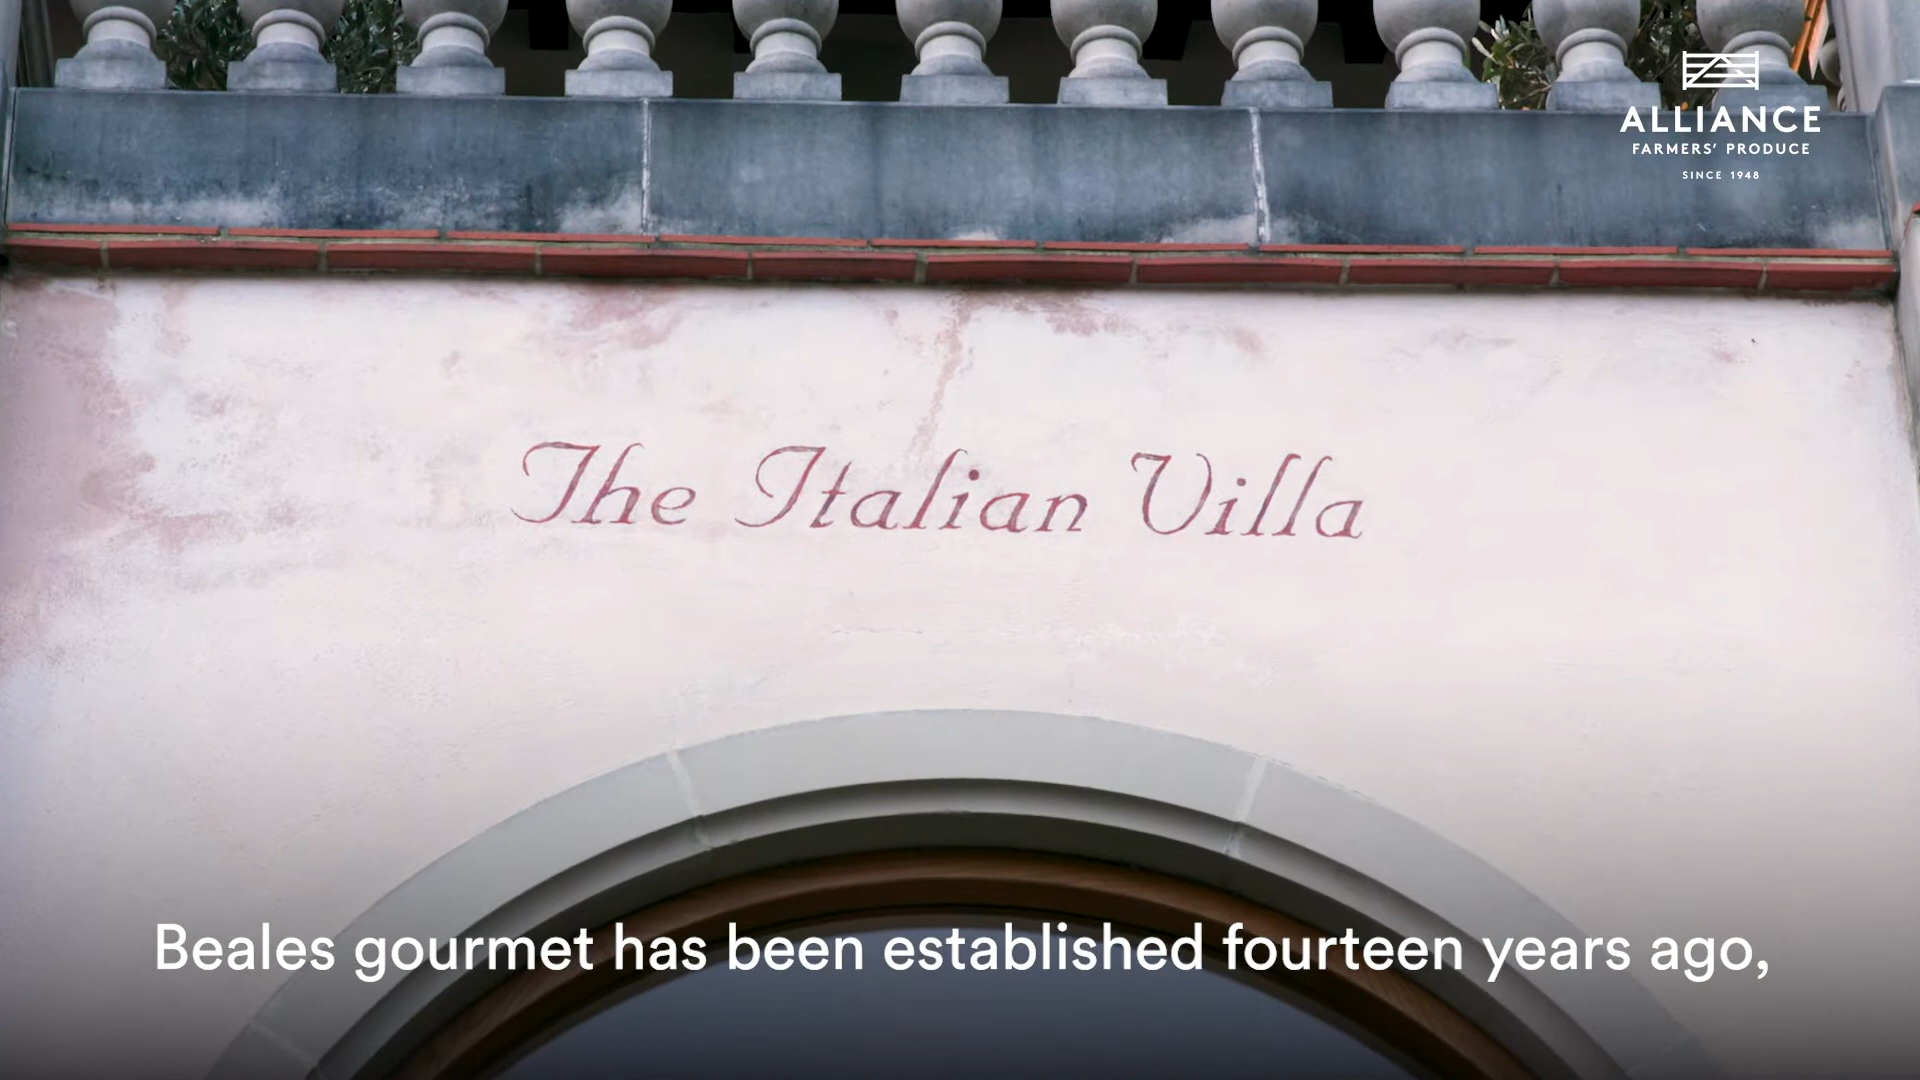 ALLIANCE
FARMERS' PRODUCE
SINCE 1948
The Italian Villa
Beales gourmet has been established fourteen years ago,